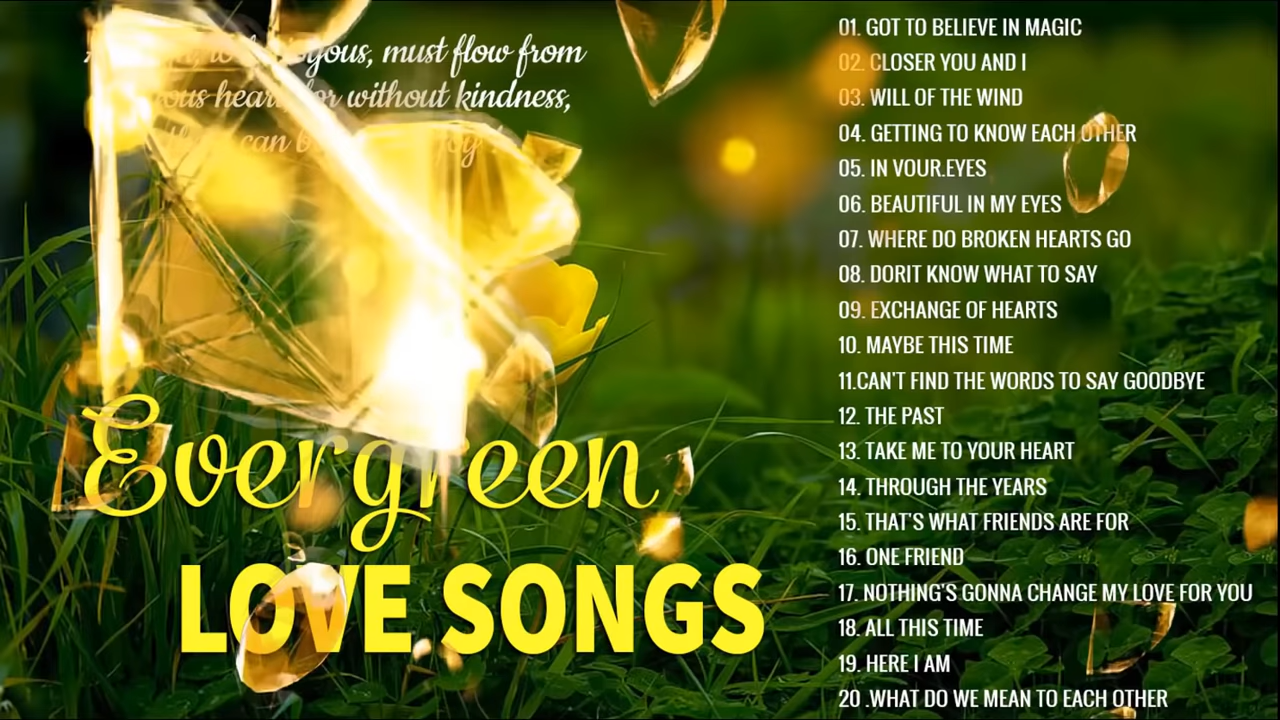 must flow from
without kindness,
can
Evergreen
LOVE SONGS
01. GOT TO BELIEVE IN MAGIC
02. CLOSER YOU AND I
03. WILL OF THE WIND
04. GETTING TO KNOW EACH OTHER
05. IN VOUR.EYES
06. BEAUTIFUL IN MY EYES
07. WHERE DO BROKEN HEARTS GO
08. DORIT KNOW WHAT TO SAY
09. EXCHANGE OF HEARTS
10. MAYBE THIS TIME
11.CAN'T FIND THE WORDS TO SAY GOODBYE
12. THE PAST
13. TAKE ME TO YOUR HEART
14. THROUGH THE YEARS
15. THAT'S WHAT FRIENDS ARE FOR
16. ONE FRIEND
17. NOTHING'S GONNA CHANGE MY LOVE FOR YOU
18. ALL THIS TIME
19. HERE I AM
20 .WHAT DO WE MEAN TO EACH OTHER